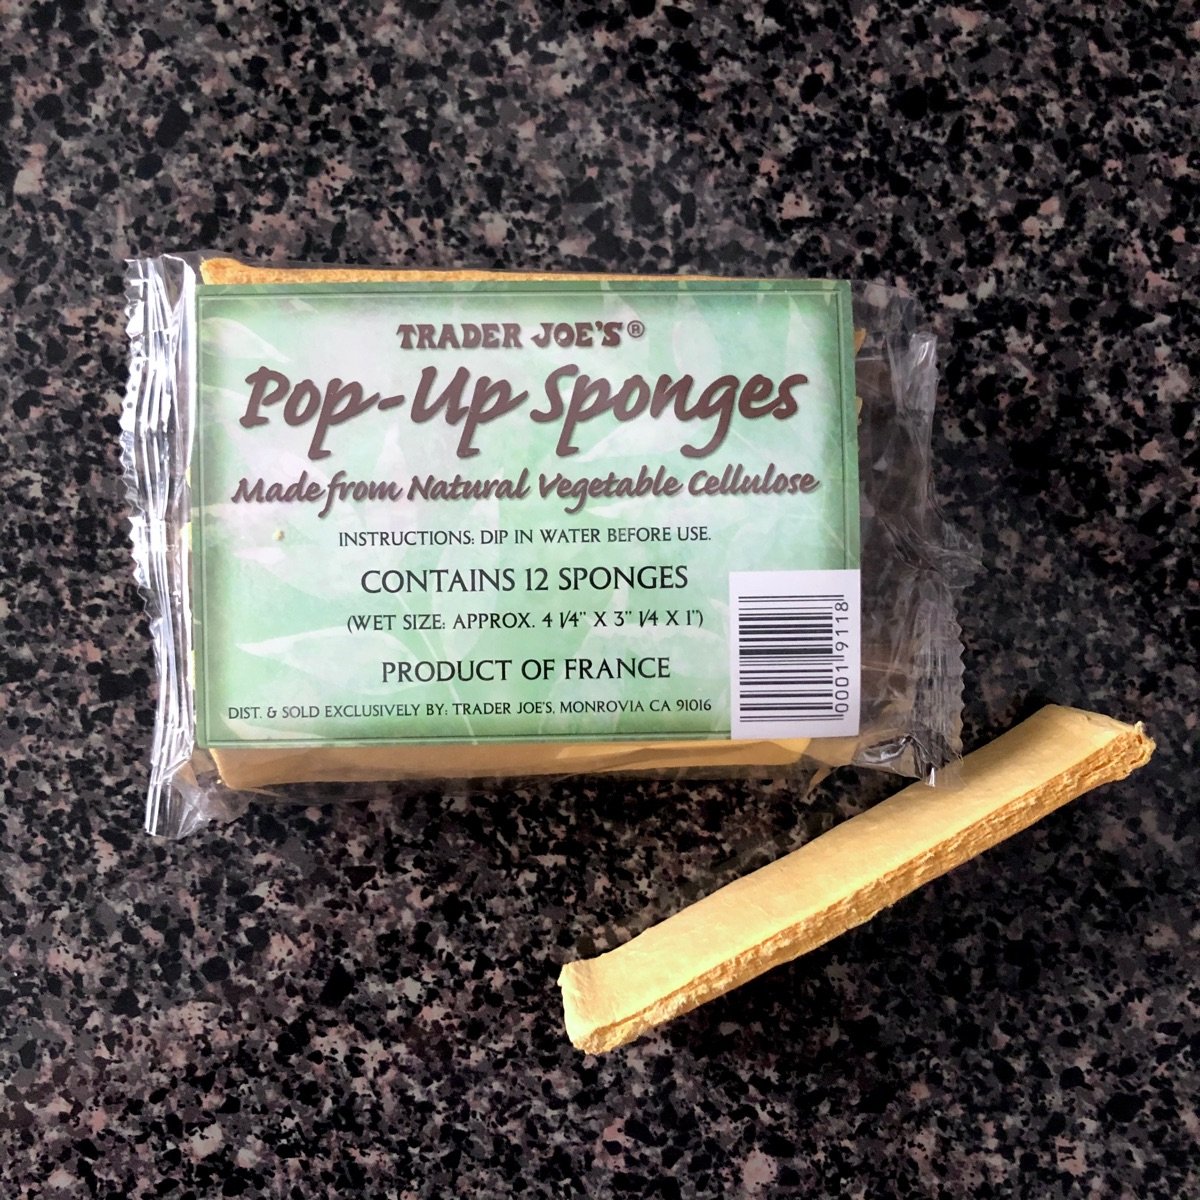 TRADER JOE'S®
Pop-Up Sponges
Made from Natural Vegetable Cellulose
INSTRUCTIONS: DIP IN WATER BEFORE USE.
CONTAINS 12 SPONGES
(WET SIZE: APPROX. 4 1/4" X 3" 1/4 X 1")
PRODUCT OF FRANCE
DIST. & SOLD EXCLUSIVELY BY: TRADER JOE'S, MONROVIA CA 91016
0001 9118